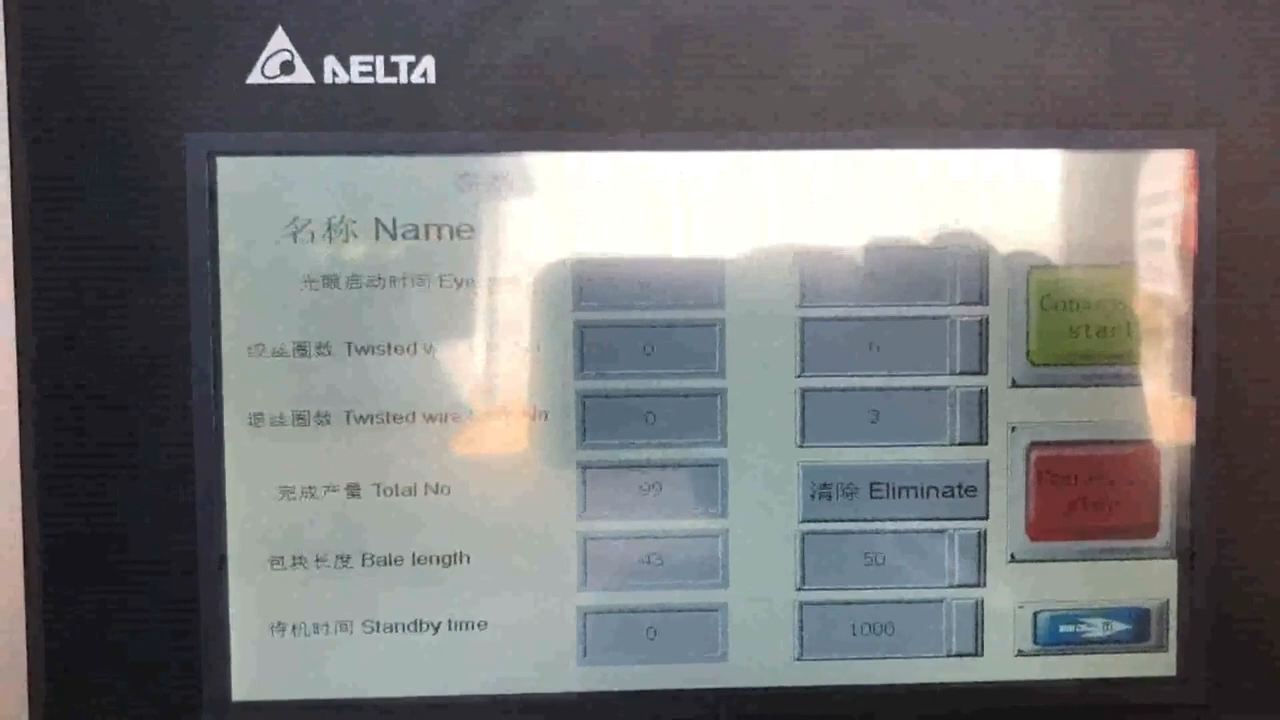 DELTA
名称 Name
光眼启动时间 Eye
圈数 Twisted 0
退丝圈数 Twisted wire 0 3
完成产量 Total No 99 清除 Eliminate
包块长度 Bale length 43 50
待机时间 Standby time 0 1000
start